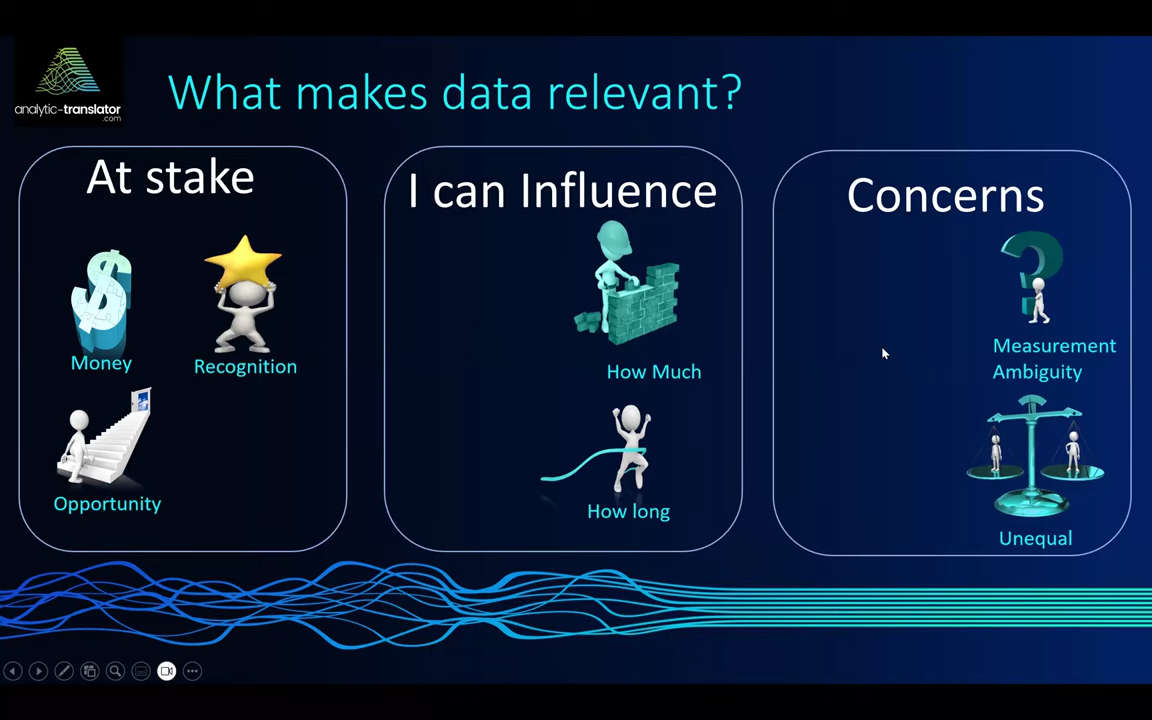 analytic-translator
.com
What makes data relevant?
At stake
Money
Recognition
Opportunity
I can Influence
How Much
How long
Concerns
Measurement
Ambiguity
Unequal